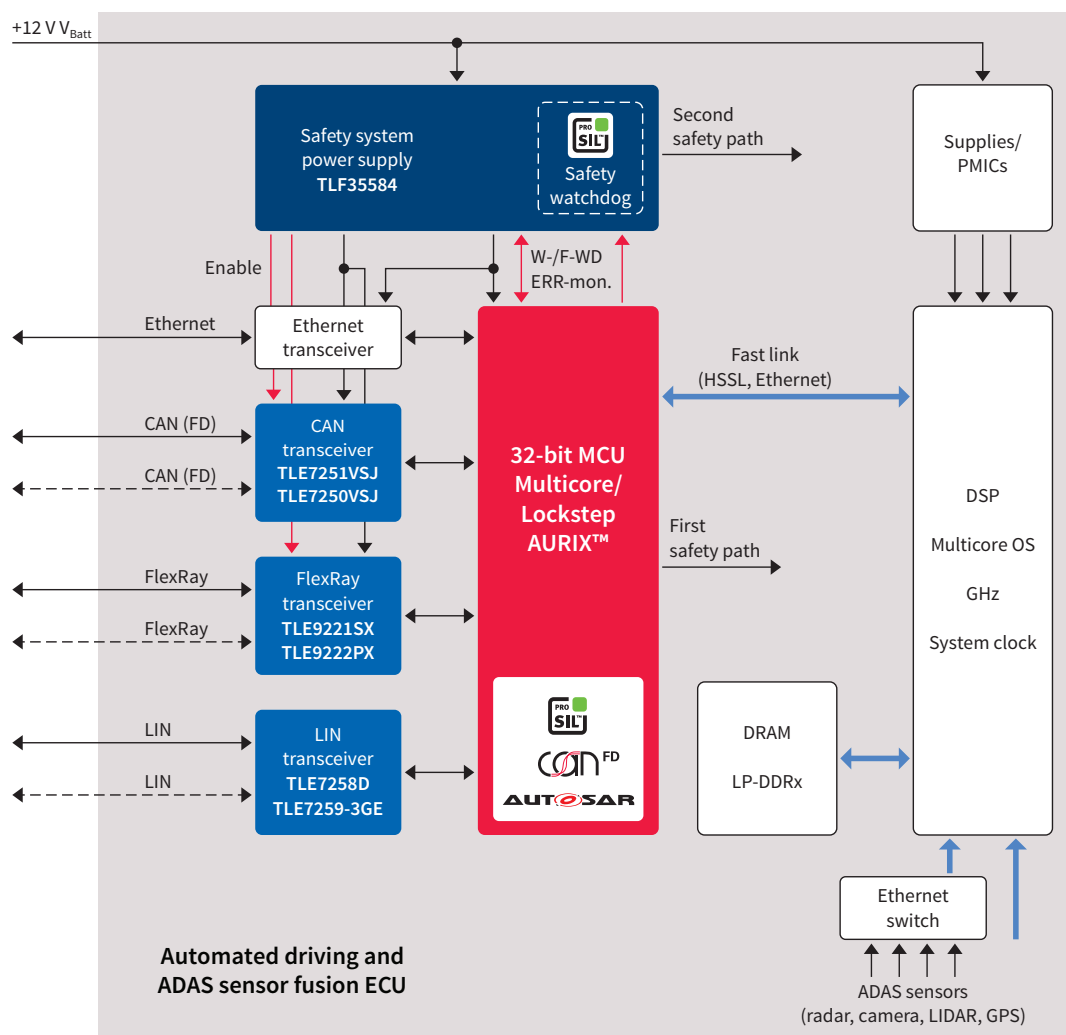 +12 V VBatt
Safety system
power supply
TLF35584
PRO
SIL™
Safety
watchdog
Second
safety path
Supplies/
PMICs
Enable
W-/F-WD
ERR-mon.
Ethernet
Ethernet
transceiver
Fast link
(HSSL, Ethernet)
CAN (FD)
CAN (FD)
CAN
transceiver
TLE7251VSJ
TLE7250VSJ
32-bit MCU
Multicore/
Lockstep
AURIX™
First
safety path
DSP
Multicore OS
GHz
System clock
FlexRay
FlexRay
FlexRay
transceiver
TLE9221SX
TLE9222PX
LIN
LIN
LIN
transceiver
TLE7258D
TLE7259-3GE
PRO
SIL™
CAN FD
AUTOSAR
DRAM
LP-DDRx
Ethernet
switch
Automated driving and
ADAS sensor fusion ECU
ADAS sensors
(radar, camera, LIDAR, GPS)